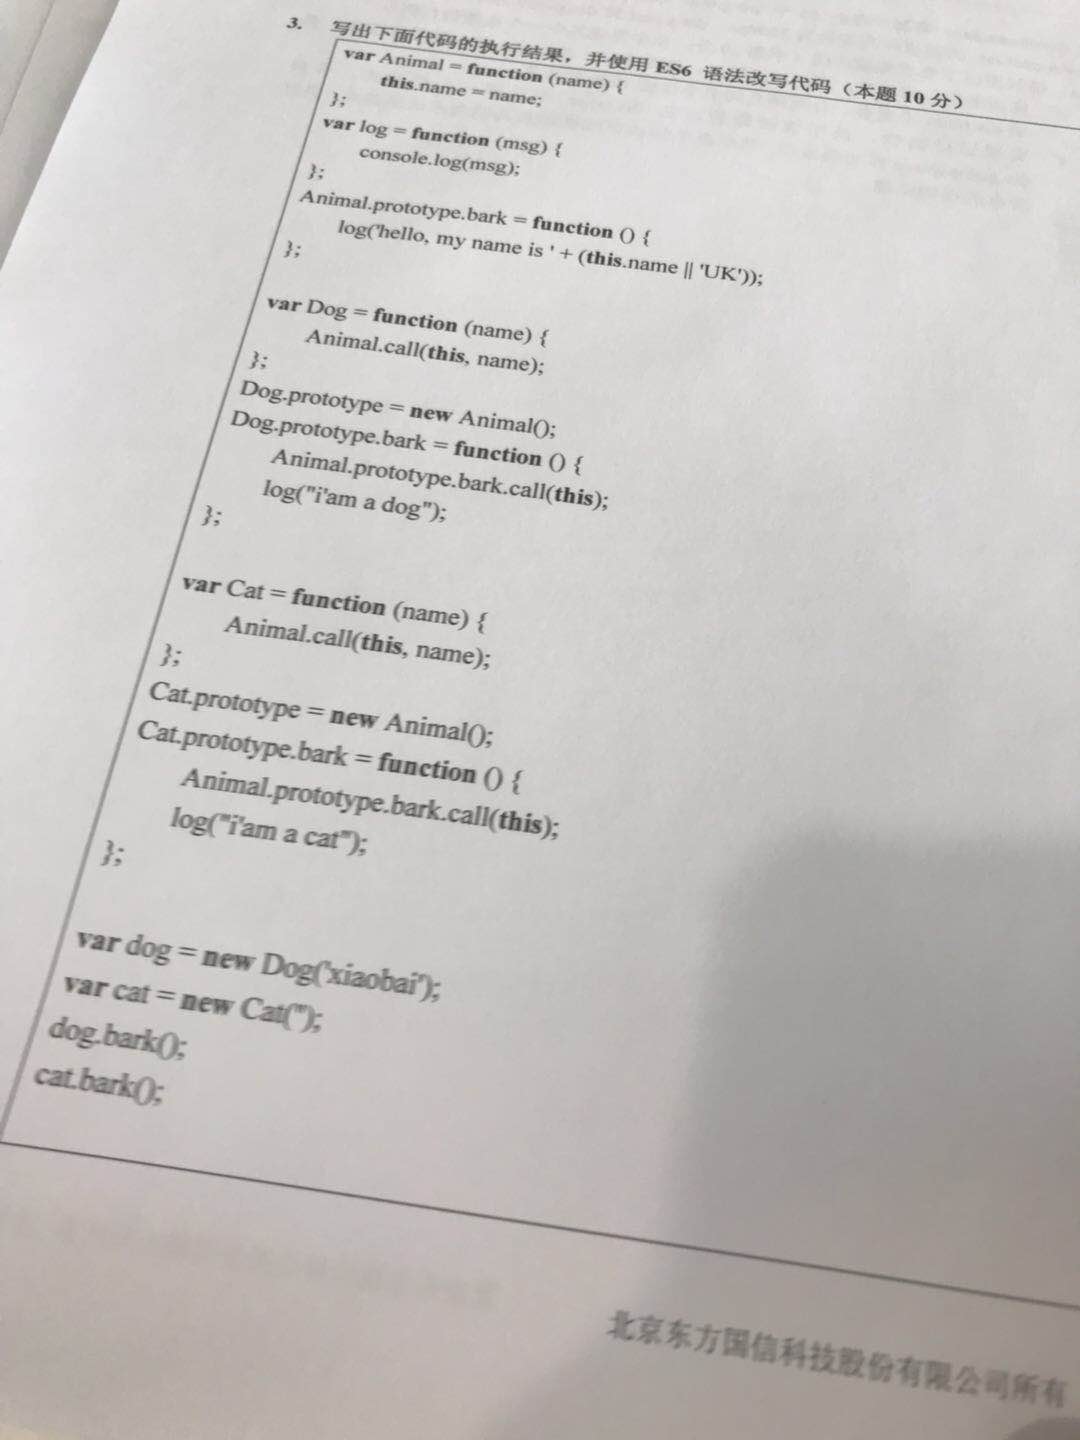 3. 写出下面代码的执行结果，并使用 ES6 语法改写代码（本题 10 分）
var Animal = function (name) {
this.name = name;
};
var log = function (msg) {
console.log(msg);
};
Animal.prototype.bark = function () {
log('hello, my name is ' + (this.name || 'UK'));
};
var Dog = function (name) {
Animal.call(this, name);
};
Dog.prototype = new Animal();
Dog.prototype.bark = function () {
Animal.prototype.bark.call(this);
log("i'am a dog");
};
var Cat = function (name) {
Animal.call(this, name);
};
Cat.prototype = new Animal();
Cat.prototype.bark = function () {
Animal.prototype.bark.call(this);
log("i'am a cat");
};
var dog = new Dog('xiaobai');
var cat = new Cat('');
dog.bark();
cat.bark();
北京东方国信科技股份有限公司所有